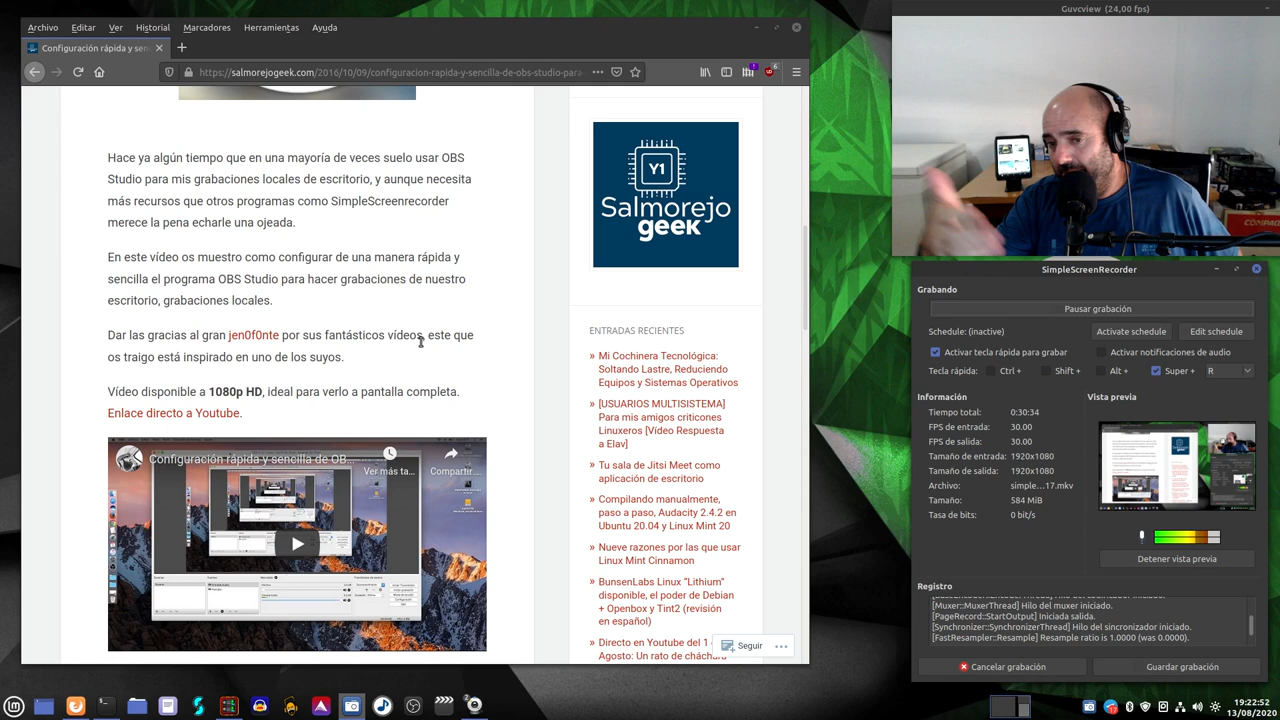 Archivo Editar Ver Historial Marcadores Herramientas Ayuda
Configuración rápida y sen
https://salmorejogeek.com/2016/10/09/configuracion-rapida-y-sencilla-de-obs-studio-para-
6
Hace ya algún tiempo que en una mayoría de veces suelo usar OBS
Studio para mis grabaciones locales de escritorio, y aunque necesita
más recursos que otros programas como SimpleScreenrecorder
merece la pena echarle una ojeada.
En este vídeo os muestro como configurar de una manera rápida y
sencilla el programa OBS Studio para hacer grabaciones de nuestro
escritorio, grabaciones locales.
Dar las gracias al gran jen0f0nte por sus fantásticos vídeos, este que
os traigo está inspirado en uno de los suyos.
Vídeo disponible a 1080p HD, ideal para verlo a pantalla completa.
Enlace directo a Youtube.
Configuración rápida y sencilla de OB...
Ver más ta...
Compartir
Y1
Salmorejo
geek
ENTRADAS RECIENTES
» Mi Cochinera Tecnológica:
Soltando Lastre, Reduciendo
Equipos y Sistemas Operativos
» [USUARIOS MULTISISTEMA]
Para mis amigos criticones
Linuxeros [Vídeo Respuesta
a Elav]
» Tu sala de Jitsi Meet como
aplicación de escritorio
» Compilando manualmente,
paso a paso, Audacity 2.4.2 en
Ubuntu 20.04 y Linux Mint 20
» Nueve razones por las que usar
Linux Mint Cinnamon
» BunsenLabs Linux “Lithium”
disponible, el poder de Debian
+ Openbox y Tint2 (revisión
en español)
» Directo en Youtube del 1
Agosto: Un rato de cháchara
Seguir
Guvcview (24,00 fps)
COMPAQ
SimpleScreenRecorder
Grabando
Pausar grabación
Schedule: (inactive) Activate schedule Edit schedule
Activar tecla rápida para grabar Activar notificaciones de audio
Tecla rápida: Ctrl + Shift + Alt + Super + R
Información
Tiempo total: 0:30:34
FPS de entrada: 30.00
FPS de salida: 30.00
Tamaño de entrada: 1920x1080
Tamaño de salida: 1920x1080
Archivo: simple....17.mkv
Tamaño: 584 MiB
Tasa de bits: 0 bit/s
Vista previa
Detener vista previa
Registro
[Muxer::MuxerThread] Hilo del muxer iniciado.
[PageRecord::StartOutput] Iniciada salida.
[Synchronizer::SynchronizerThread] Hilo del sincronizador iniciado.
[FastResampler::Resample] Resample ratio is 1.0000 (was 0.0000).
Cancelar grabación Guardar grabación
19:22:52
13/08/2020